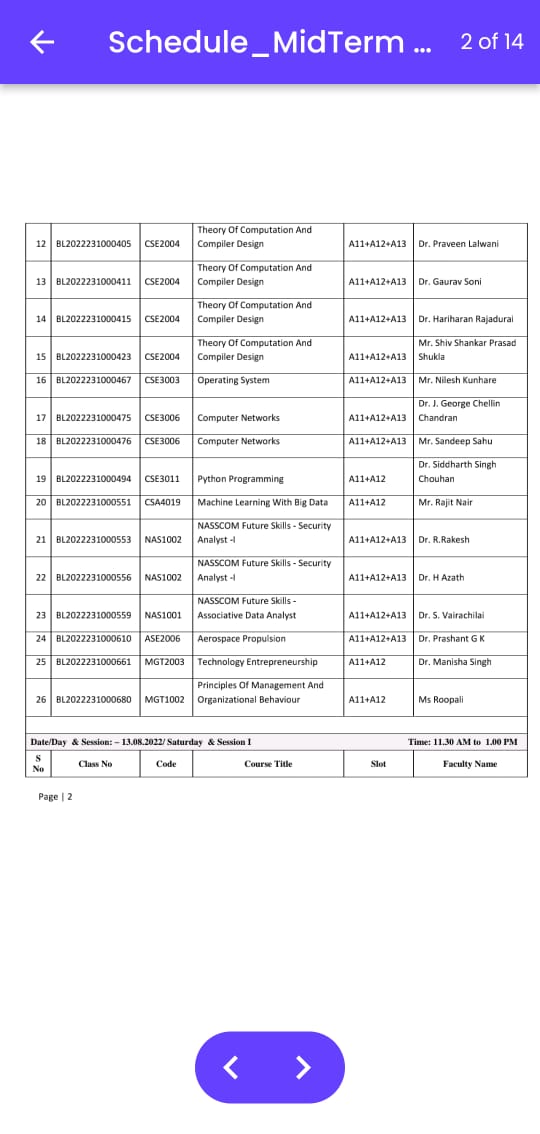 Schedule_MidTerm ... 2 of 14
Theory Of Computation And
12 BL2022231000405 CSE2004 Compiler Design A11+A12+A13 Dr. Praveen Lalwani
Theory Of Computation And
13 BL2022231000411 CSE2004 Compiler Design A11+A12+A13 Dr. Gaurav Soni
Theory Of Computation And
14 BL2022231000415 CSE2004 Compiler Design A11+A12+A13 Dr. Hariharan Rajadurai
Theory Of Computation And Mr. Shiv Shankar Prasad
15 BL2022231000423 CSE2004 Compiler Design A11+A12+A13 Shukla
16 BL2022231000467 CSE3003 Operating System A11+A12+A13 Mr. Nilesh Kunhare
Dr. J. George Chellin
17 BL2022231000475 CSE3006 Computer Networks A11+A12+A13 Chandran
18 BL2022231000476 CSE3006 Computer Networks A11+A12+A13 Mr. Sandeep Sahu
Dr. Siddharth Singh
19 BL2022231000494 CSE3011 Python Programming A11+A12 Chouhan
20 BL2022231000551 CSA4019 Machine Learning With Big Data A11+A12 Mr. Rajit Nair
NASSCOM Future Skills - Security
21 BL2022231000553 NAS1002 Analyst -I A11+A12+A13 Dr. R.Rakesh
NASSCOM Future Skills - Security
22 BL2022231000556 NAS1002 Analyst -I A11+A12+A13 Dr. H Azath
NASSCOM Future Skills -
23 BL2022231000559 NAS1001 Associative Data Analyst A11+A12+A13 Dr. S. Vairachilai
24 BL2022231000610 ASE2006 Aerospace Propulsion A11+A12+A13 Dr. Prashant G K
25 BL2022231000661 MGT2003 Technology Entrepreneurship A11+A12 Dr. Manisha Singh
Principles Of Management And
26 BL2022231000680 MGT1002 Organizational Behaviour A11+A12 Ms Roopali
Date/Day & Session: – 13.08.2022/ Saturday & Session I Time: 11.30 AM to 1.00 PM
S
No Class No Code Course Title Slot Faculty Name
Page | 2